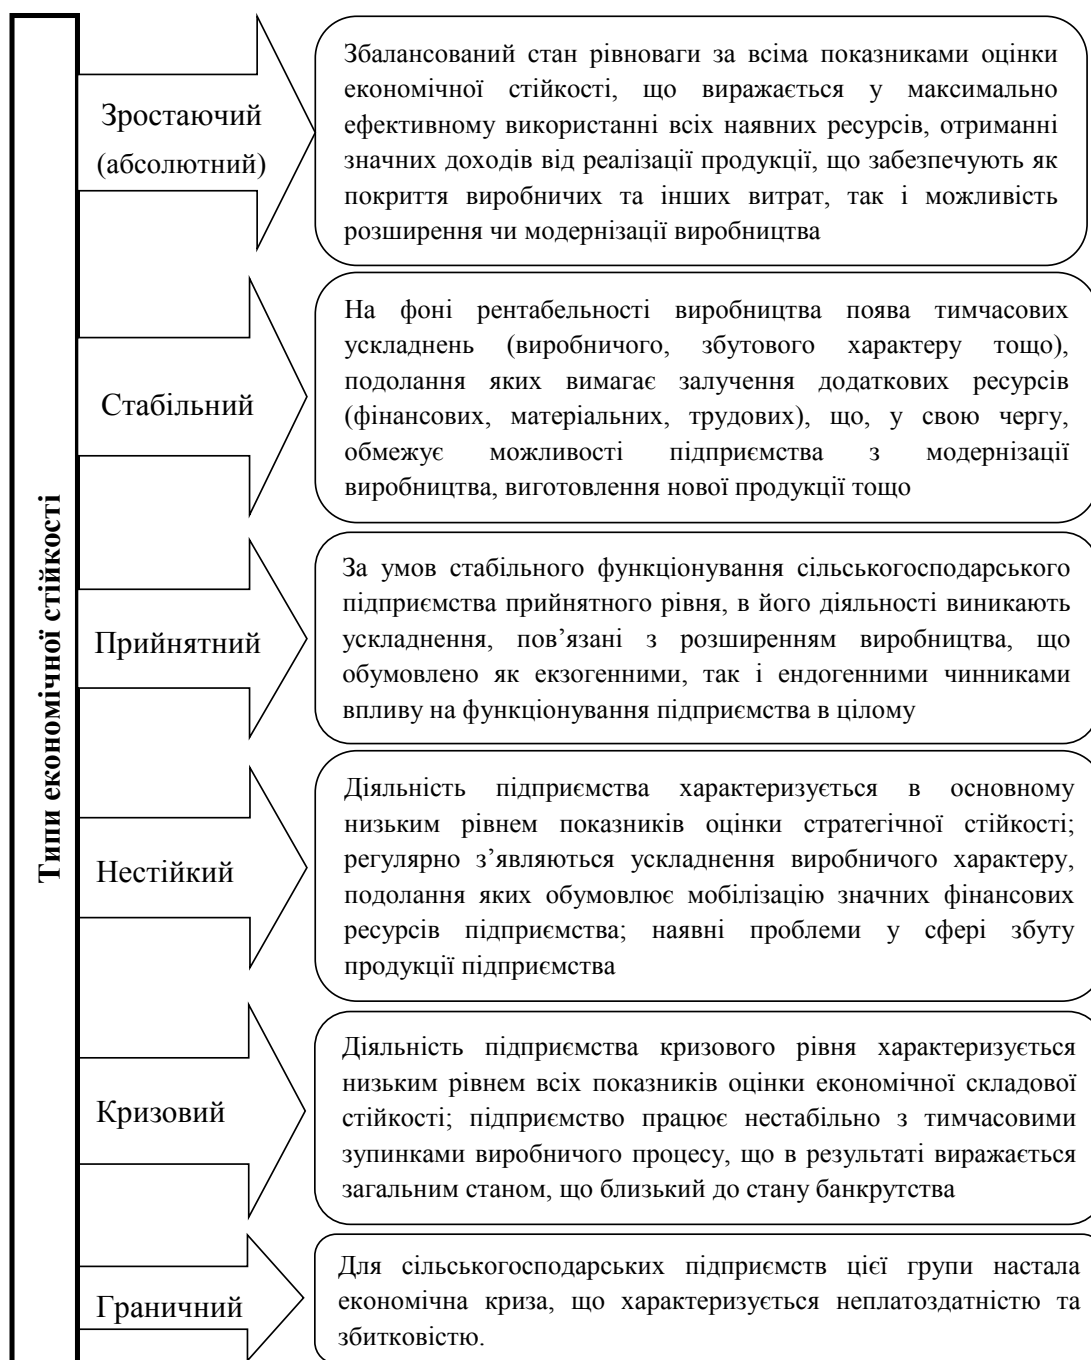 Типи економічної стійкості
Зростаючий
(абсолютний)
Збалансований стан рівноваги за всіма показниками оцінки
економічної стійкості, що виражається у максимально
ефективному використанні всіх наявних ресурсів, отриманні
значних доходів від реалізації продукції, що забезпечують як
покриття виробничих та інших витрат, так і можливість
розширення чи модернізації виробництва
Стабільний
На фоні рентабельності виробництва поява тимчасових
ускладнень (виробничого, збутового характеру тощо),
подолання яких вимагає залучення додаткових ресурсів
(фінансових, матеріальних, трудових), що, у свою чергу,
обмежує можливості підприємства з модернізації
виробництва, виготовлення нової продукції тощо
Прийнятний
За умов стабільного функціонування сільськогосподарського
підприємства прийнятного рівня, в його діяльності виникають
ускладнення, пов’язані з розширенням виробництва, що
обумовлено як екзогенними, так і ендогенними чинниками
впливу на функціонування підприємства в цілому
Нестійкий
Діяльність підприємства характеризується в основному
низьким рівнем показників оцінки стратегічної стійкості;
регулярно з’являються ускладнення виробничого характеру,
подолання яких обумовлює мобілізацію значних фінансових
ресурсів підприємства; наявні проблеми у сфері збуту
продукції підприємства
Кризовий
Діяльність підприємства кризового рівня характеризується
низьким рівнем всіх показників оцінки економічної складової
стійкості; підприємство працює нестабільно з тимчасовими
зупинками виробничого процесу, що в результаті виражається
загальним станом, що близький до стану банкрутства
Граничний
Для сільськогосподарських підприємств цієї групи настала
економічна криза, що характеризується неплатоздатністю та
збитковістю.